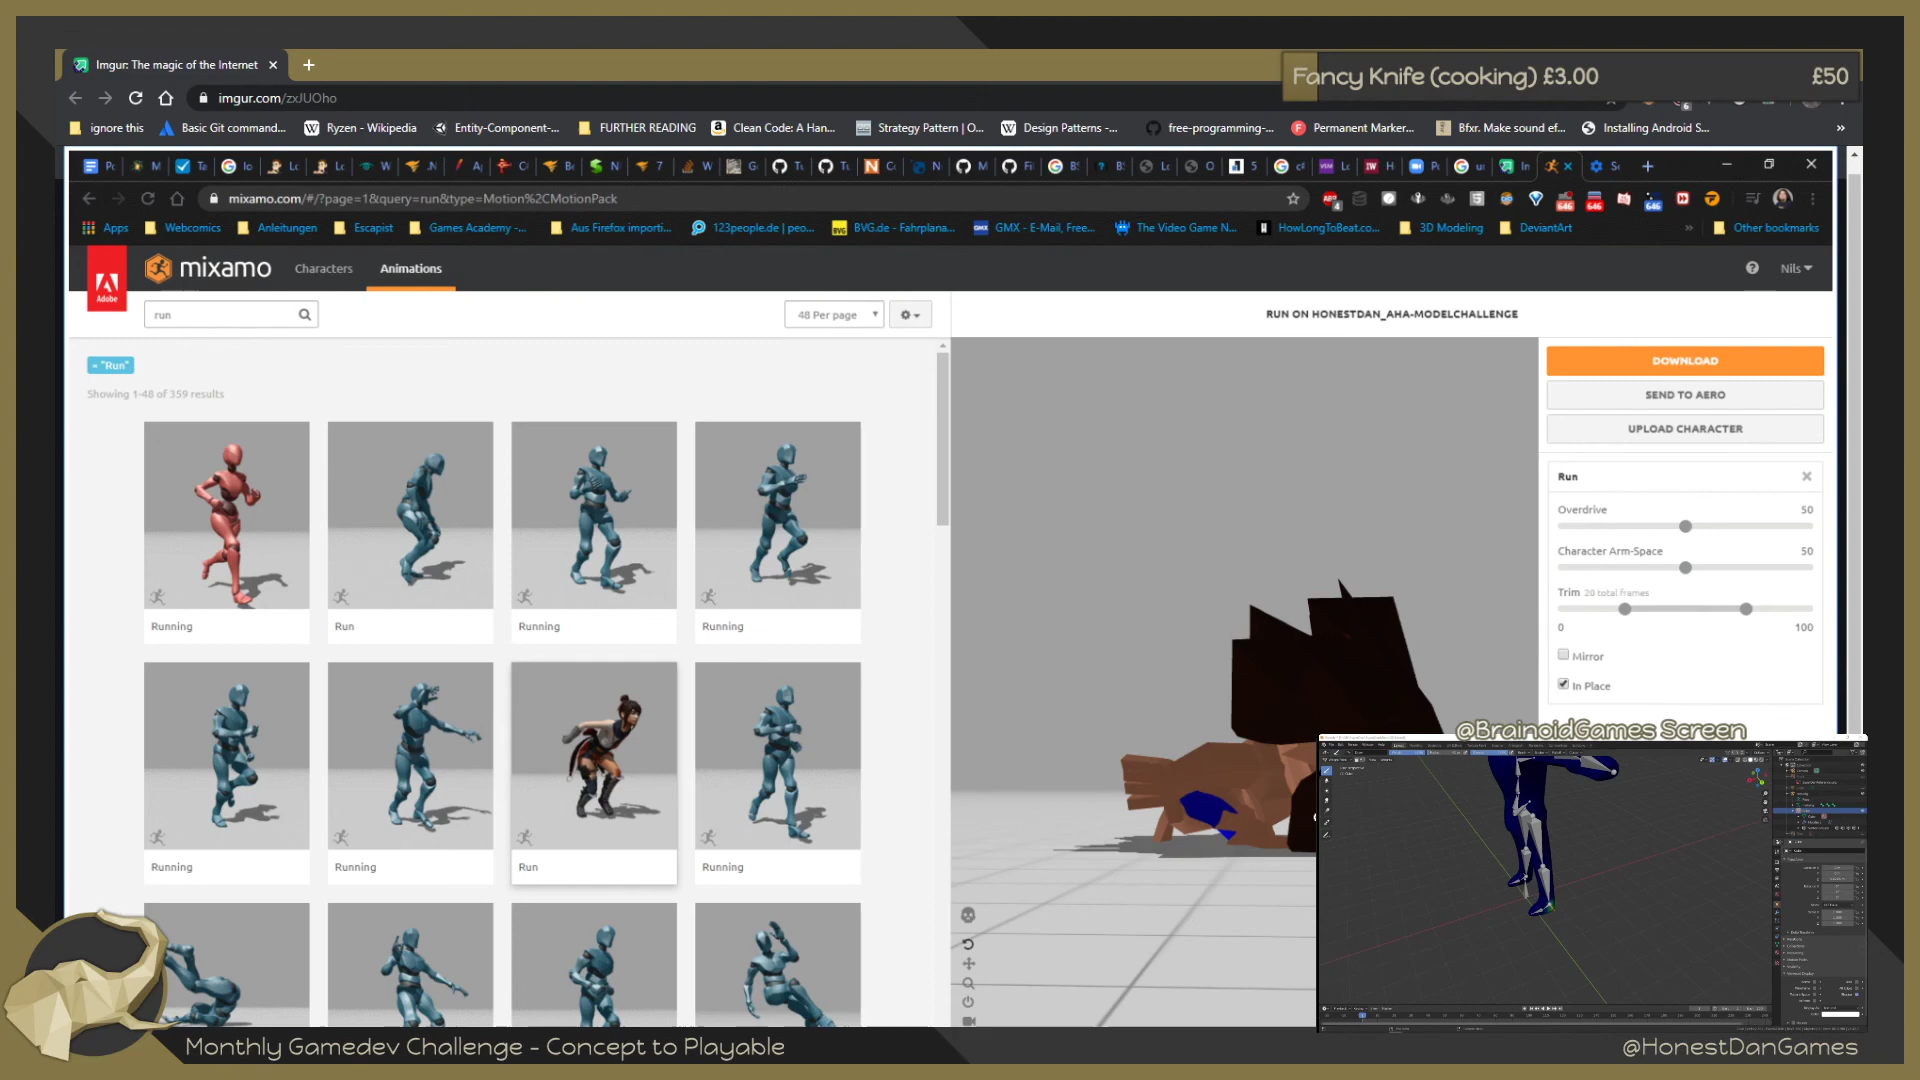 Imgur: The magic of the Internet
Fancy Knife (cooking) £3.00 £50
imgur.com/zxJUOho
ignore this Basic Git command... Ryzen - Wikipedia Entity-Component-... FURTHER READING Clean Code: A Han... Strategy Pattern | O... Design Patterns -... free-programming-... Permanent Marker... Bfxr. Make sound ef... Installing Android S... »
mixamo.com/#/?page=1&query=run&type=Motion%2CMotionPack
Apps Webcomics Anleitungen Escapist Games Academy -... Aus Firefox importi... 123people.de | peo... BVG.de - Fahrplana... GMX - E-Mail, Free... The Video Game N... HowLongToBeat.co... 3D Modeling DeviantArt » Other bookmarks
Adobe
mixamo Characters Animations Nils
run
48 Per page
RUN ON HONESTDAN_AHA-MODELCHALLENGE
"Run"
Showing 1-48 of 359 results
DOWNLOAD
SEND TO AERO
UPLOAD CHARACTER
Run
Overdrive 50
Character Arm-Space 50
Trim 20 total frames
0 100
Mirror
In Place
Running Run Running Running
Running Running Run Running
@BrainoidGames Screen
Monthly Gamedev Challenge - Concept to Playable
@HonestDanGames